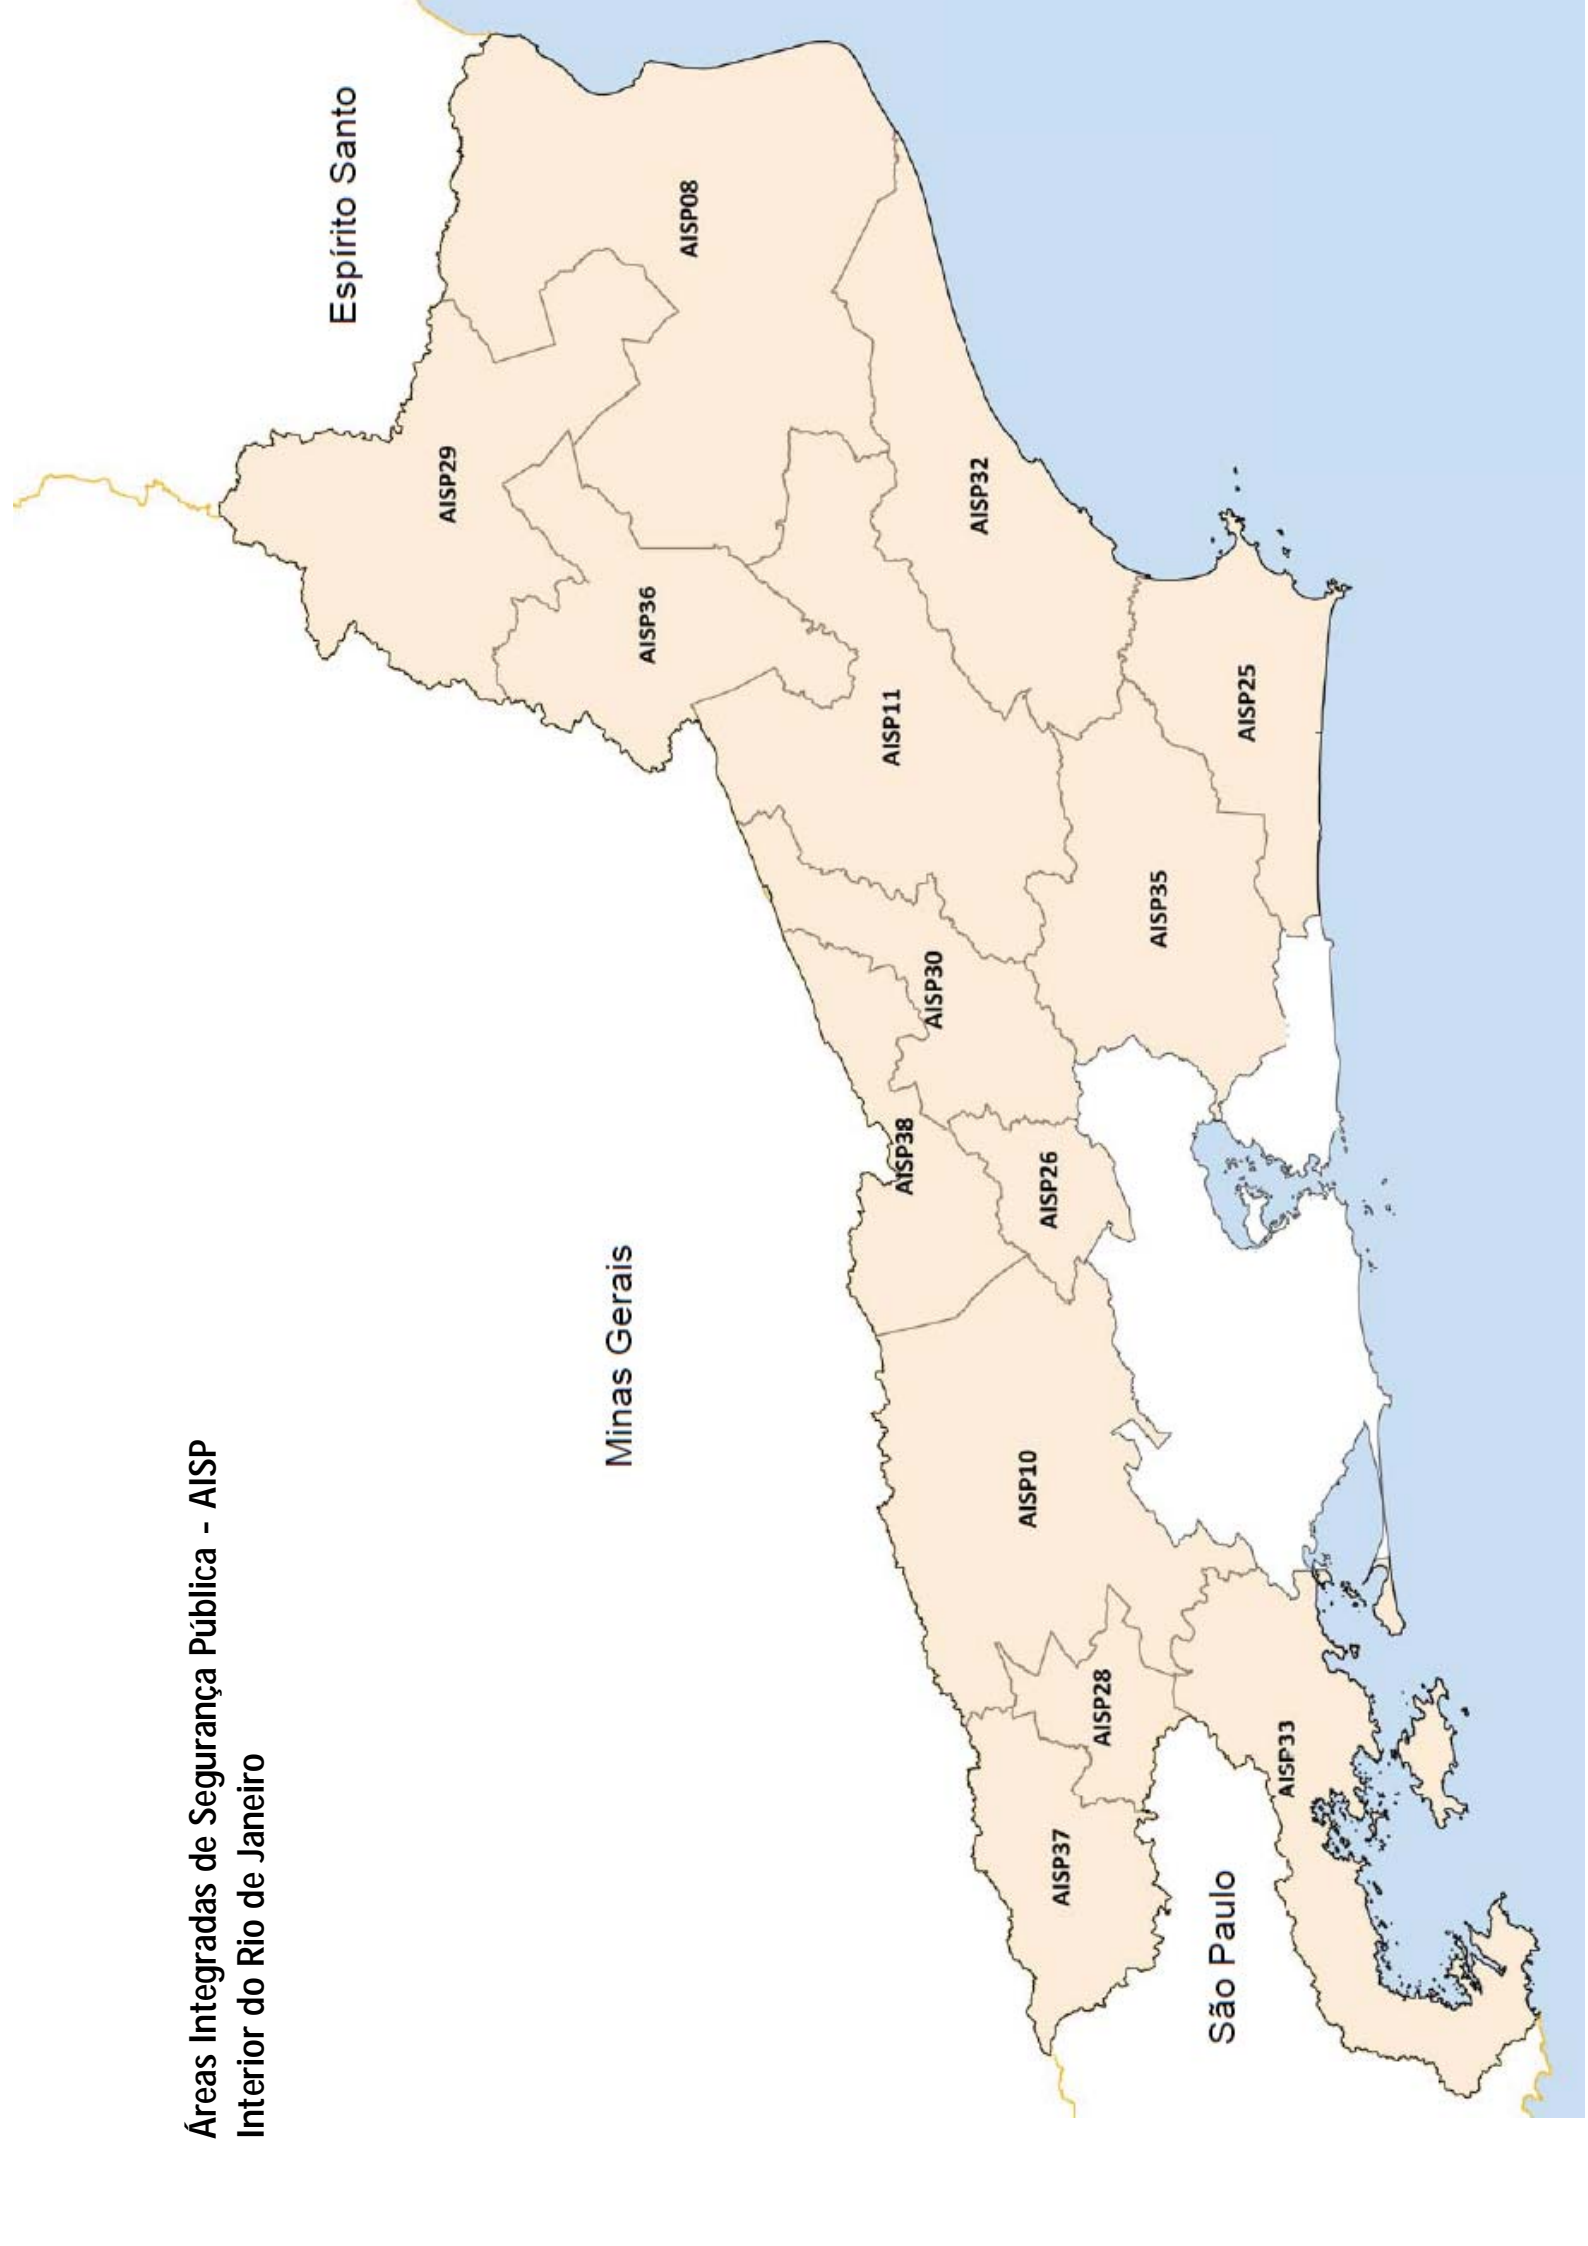 Áreas Integradas de Segurança Pública - AISP
Interior do Rio de Janeiro
Espírito Santo
Minas Gerais
São Paulo
AISP29
AISP08
AISP36
AISP32
AISP11
AISP30
AISP38
AISP26
AISP35
AISP25
AISP10
AISP28
AISP37
AISP33